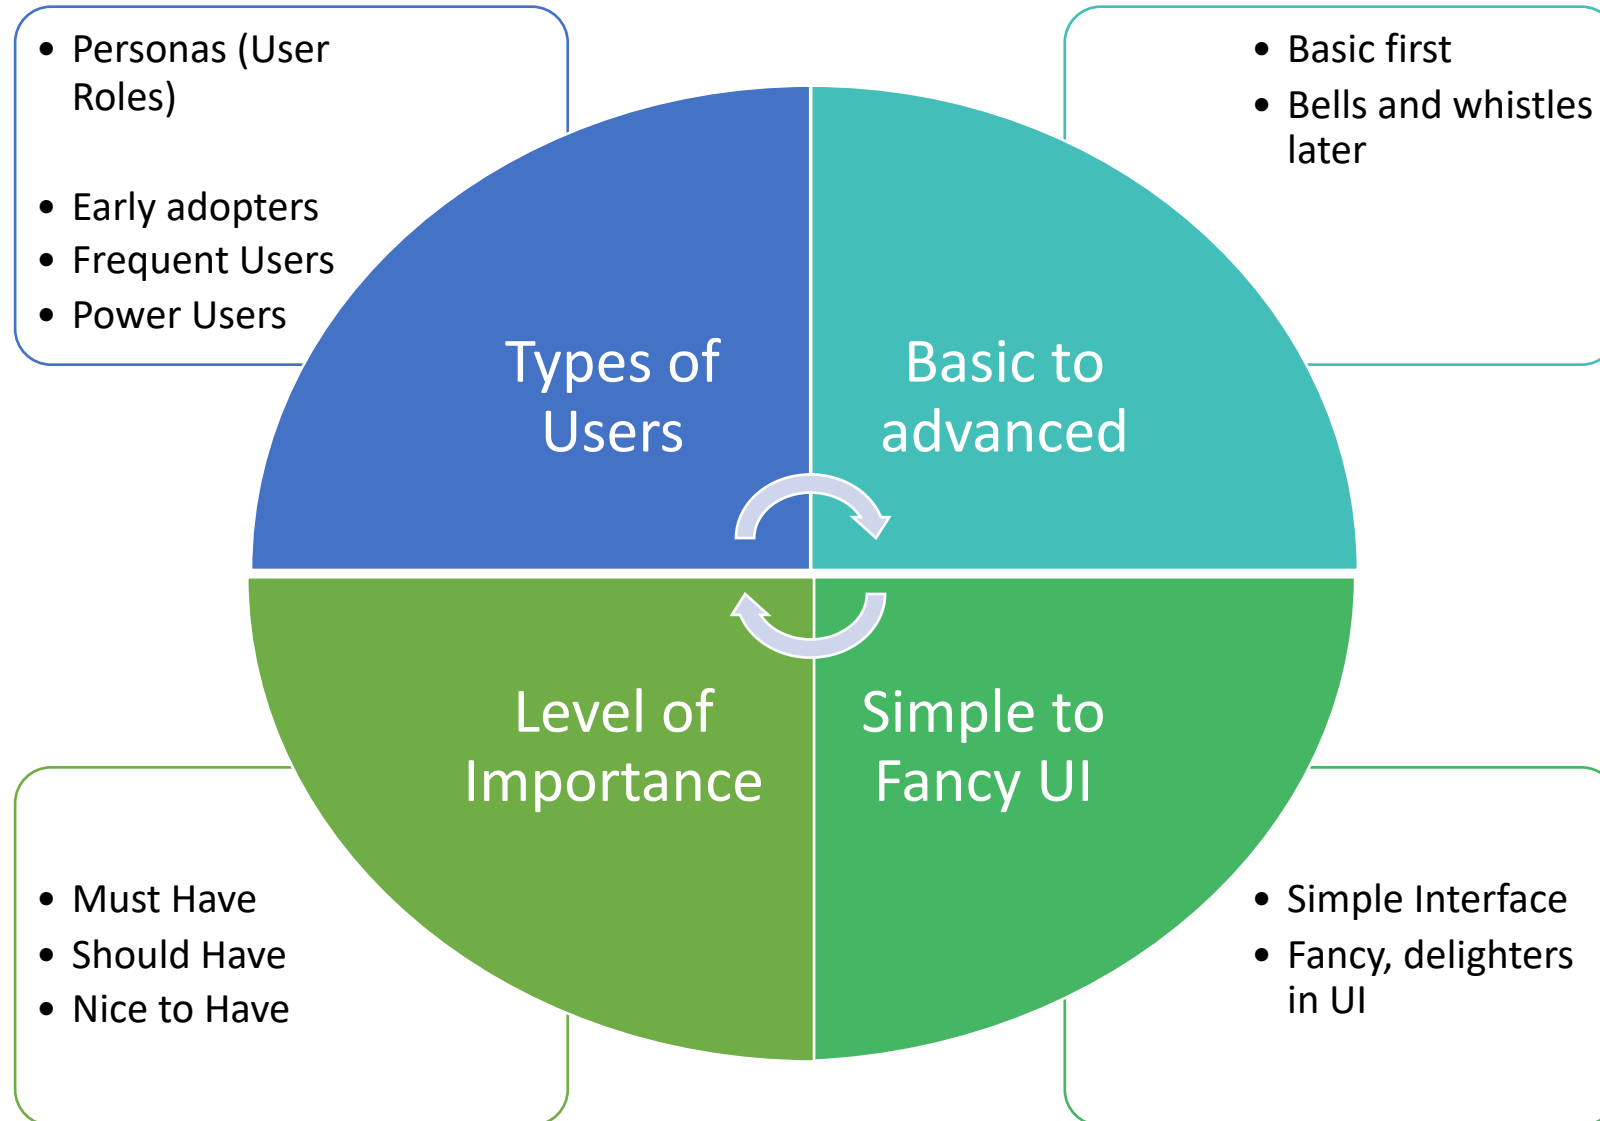 • Personas (User
Roles)
• Early adopters
• Frequent Users
• Power Users
• Basic first
• Bells and whistles
later
Types of
Users
Basic to
advanced
Level of
Importance
Simple to
Fancy UI
• Must Have
• Should Have
• Nice to Have
• Simple Interface
• Fancy, delighters
in UI